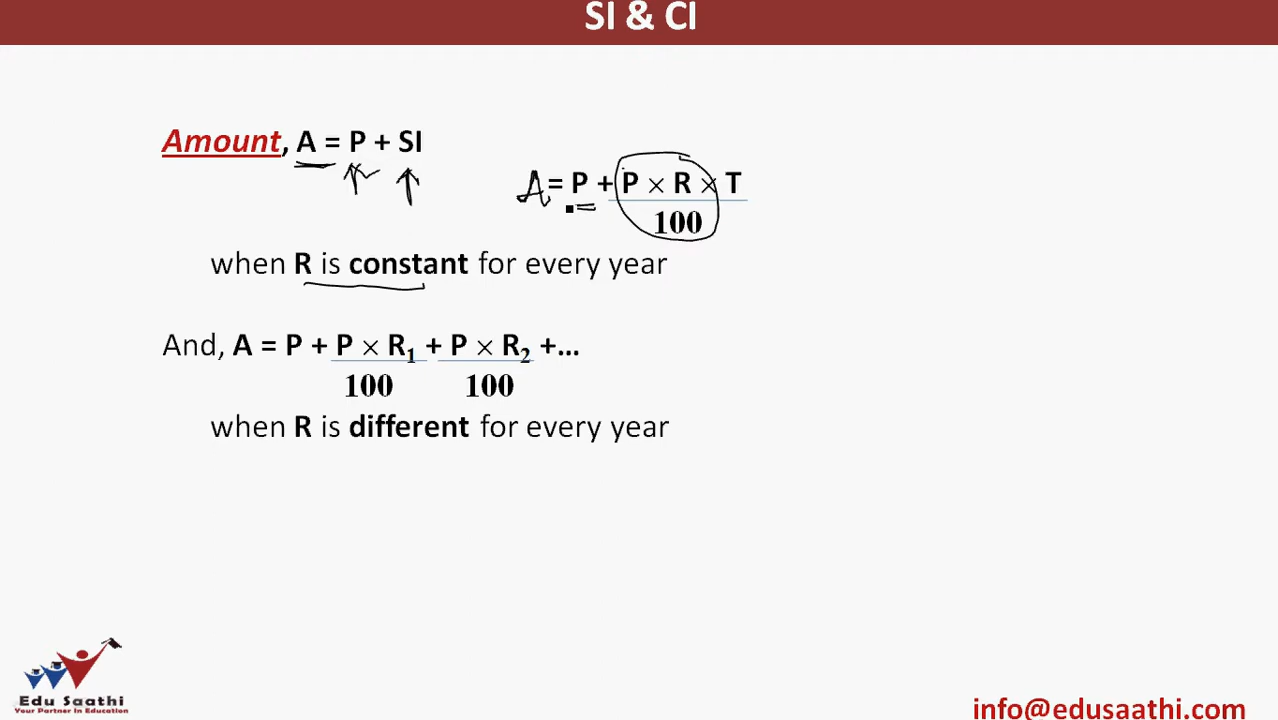 SI & CI
Amount, A = P + SI
A = P + P × R × T
100
when R is constant for every year
And, A = P + P × R₁ + P × R₂ +...
100 100
when R is different for every year
Edu Saathi
Your Partner In Education
info@edusaathi.com